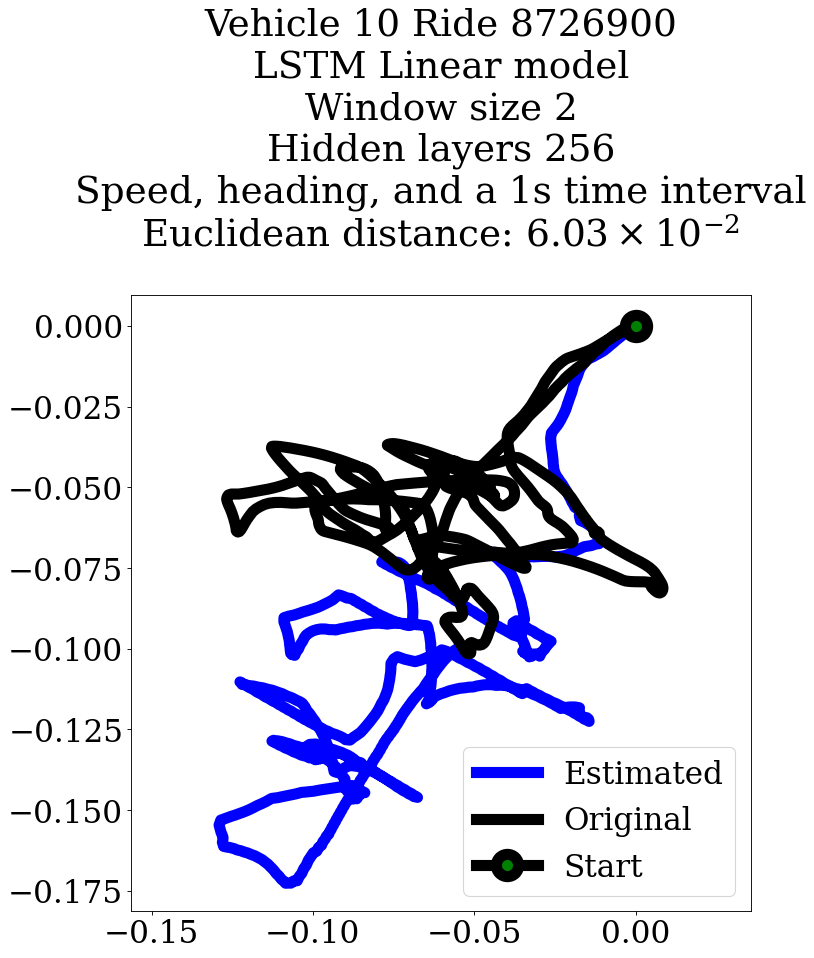 Vehicle 10 Ride 8726900
LSTM Linear model
Window size 2
Hidden layers 256
Speed, heading, and a 1s time interval
Euclidean distance: 6.03 × 10⁻²
0.000
−0.025
−0.050
−0.075
−0.100
−0.125
−0.150
−0.175
−0.15 −0.10 −0.05 0.00
Estimated
Original
Start